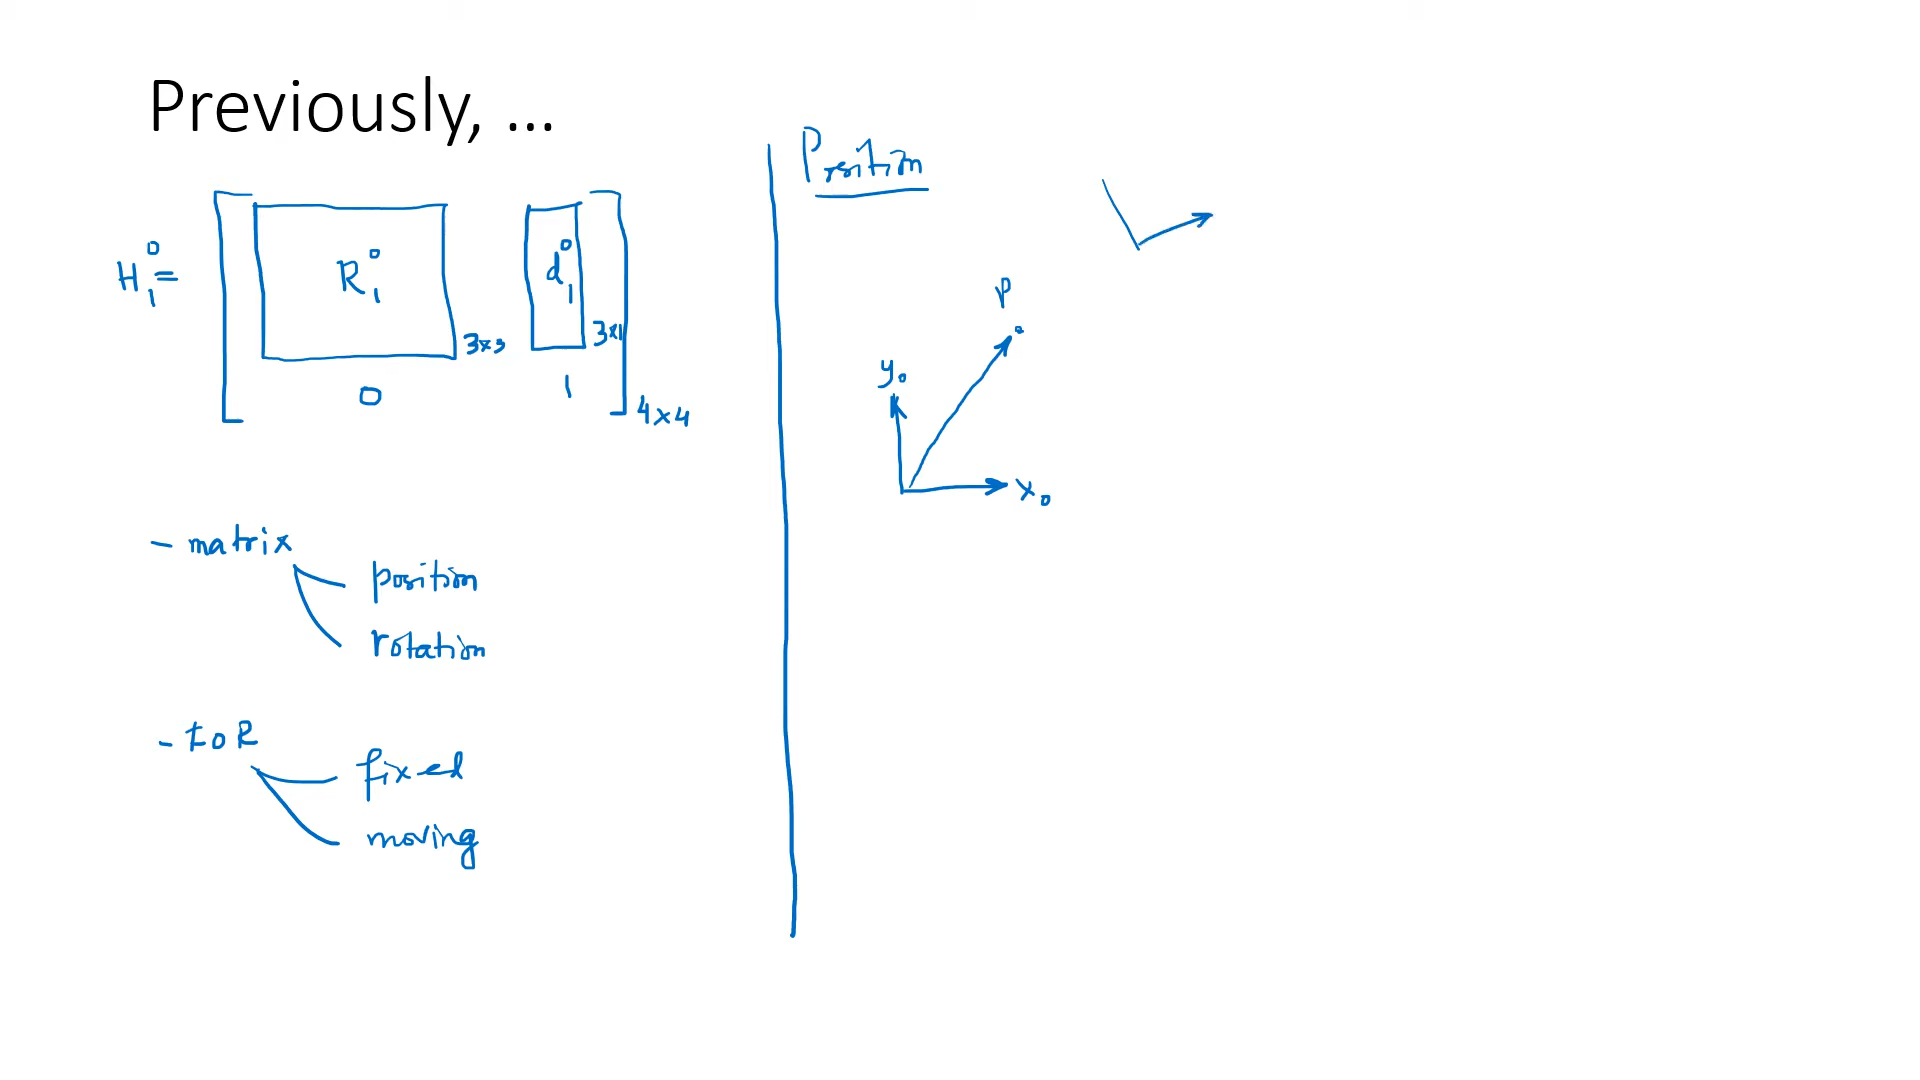 Previously, ...
H₁⁰ = [ R₁⁰ 3x3 d₁⁰ 3x1
0 1 ] 4x4
- matrix
position
rotation
- FoR
fixed
moving
Position
P
y₀
x₀